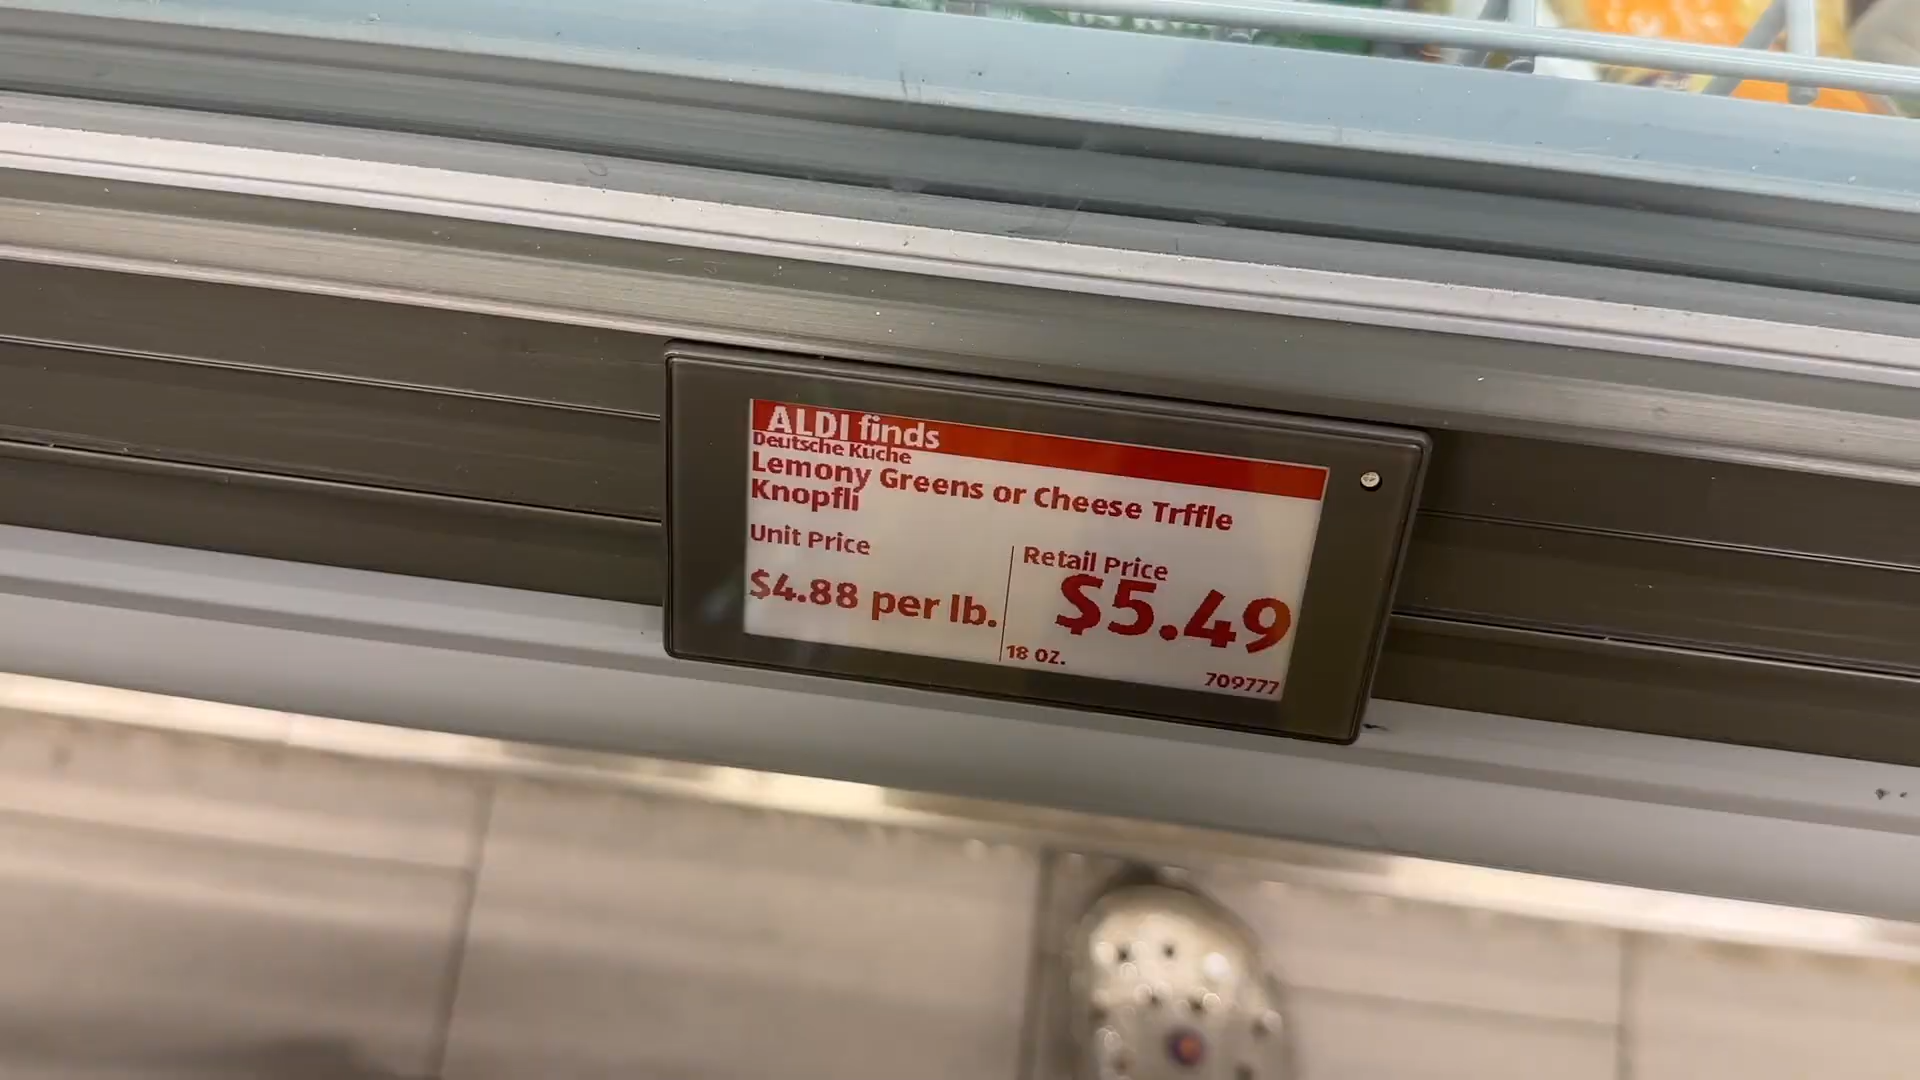 ALDI finds
Deutsche Küche
Lemony Greens or Cheese Trffle
Knopfli
Unit Price
$4.88 per lb.
Retail Price
$5.49
18 OZ.
709777